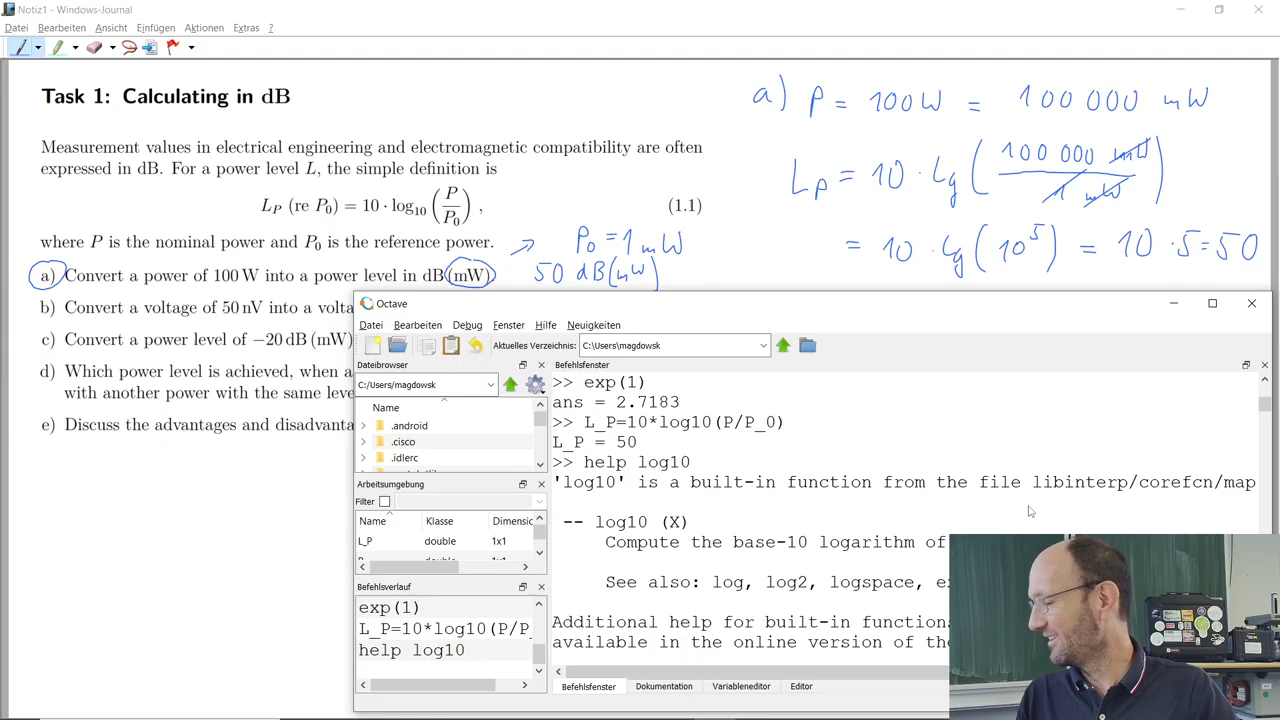 Notiz1 - Windows-Journal
Datei Bearbeiten Ansicht Einfügen Aktionen Extras ?
Task 1: Calculating in dB
Measurement values in electrical engineering and electromagnetic compatibility are often
expressed in dB. For a power level L, the simple definition is
L_P (re P_0) = 10 · log_10 (P/P_0) , (1.1)
where P is the nominal power and P_0 is the reference power.
→ P_0 = 1 mW
50 dB(mW)
a) Convert a power of 100 W into a power level in dB (mW).
b) Convert a voltage of 50 nV into a volta
c) Convert a power level of −20 dB (mW)
d) Which power level is achieved, when a
with another power with the same leve
e) Discuss the advantages and disadvanta
a) P = 100W = 100 000 mW
L_P = 10 · lg (100 000 mW / 1 mW)
= 10 · lg (10^5) = 10 · 5 = 50
Octave
Datei Bearbeiten Debug Fenster Hilfe Neuigkeiten
Aktuelles Verzeichnis: C:\Users\magdowsk
Dateibrowser
C:/Users/magdowsk
Name
.android
.cisco
.idlerc
Arbeitsumgebung
Filter
Name Klasse Dimensic
L_P double 1x1
Befehlsverlauf
exp(1)
L_P=10*log10(P/P_
help log10
Befehlsfenster
>> exp(1)
ans = 2.7183
>> L_P=10*log10(P/P_0)
L_P = 50
>> help log10
'log10' is a built-in function from the file libinterp/corefcn/map
-- log10 (X)
Compute the base-10 logarithm of
See also: log, log2, logspace, e
Additional help for built-in function
available in the online version of the
Befehlsfenster Dokumentation Variableneditor Editor